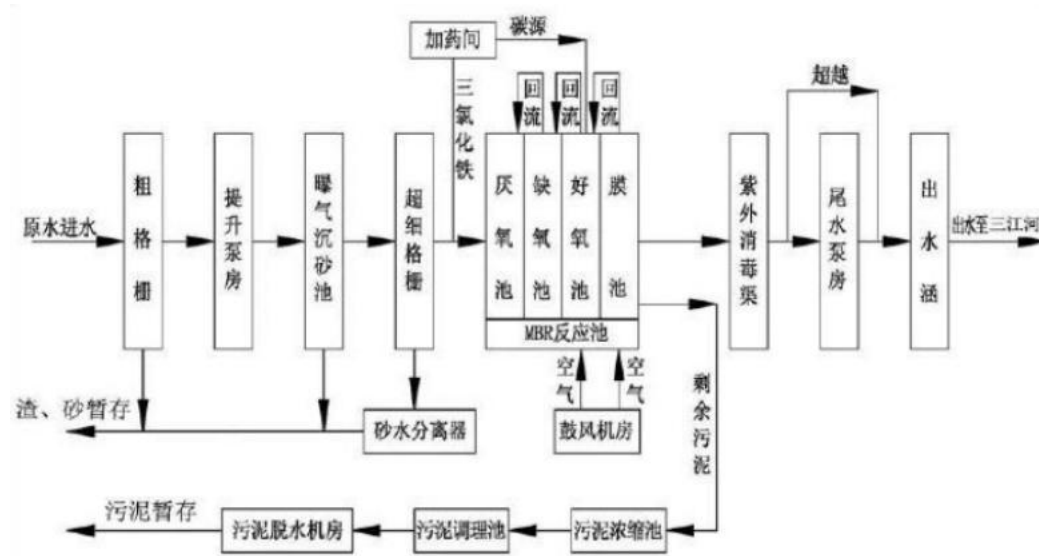 加药间
碳源
三氯化铁
回流
回流
回流
超越
原水进水
粗格栅
提升泵房
曝气沉砂池
超细格栅
厌氧池
缺氧池
好氧池
膜池
MBR反应池
紫外消毒渠
尾水泵房
出水涵
出水至三江河
空气
空气
剩余污泥
渣、砂暂存
砂水分离器
鼓风机房
污泥暂存
污泥脱水机房
污泥调理池
污泥浓缩池